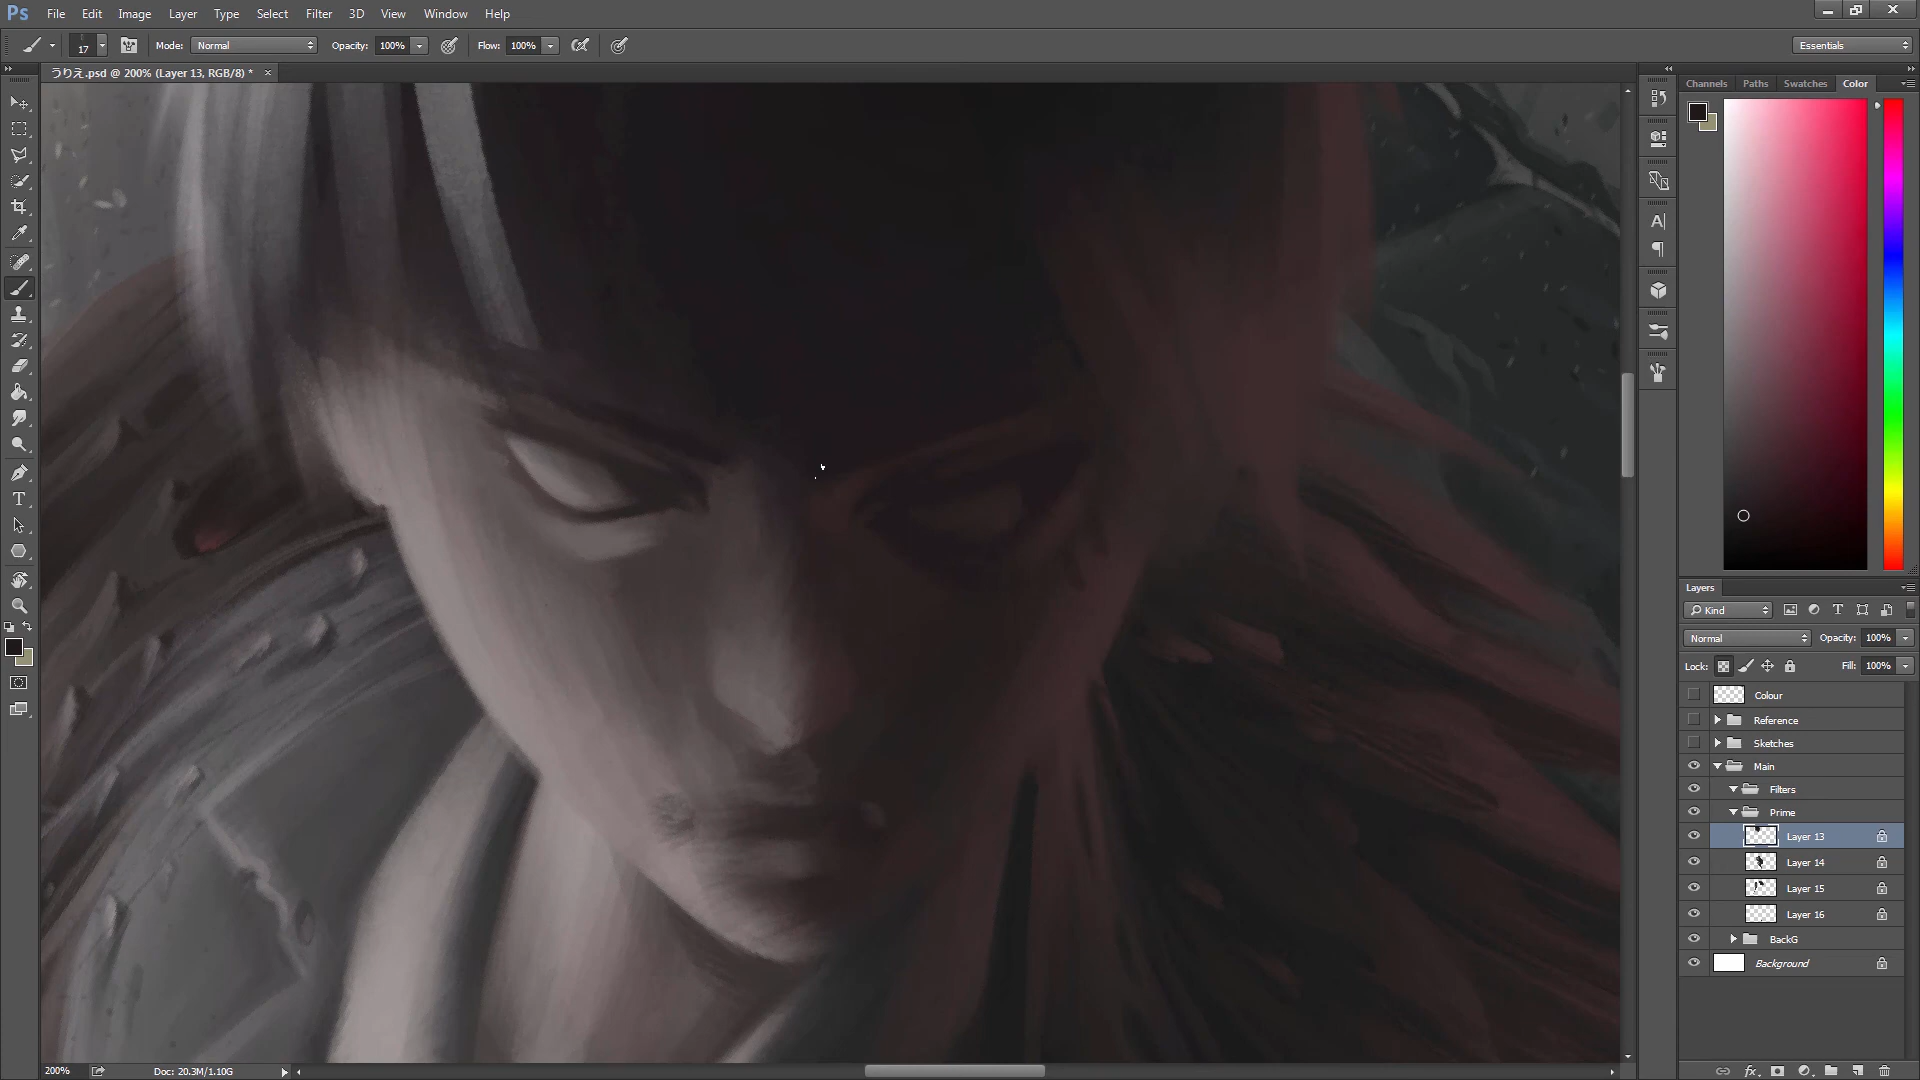 Ps File Edit Image Layer Type Select Filter 3D View Window Help
17 Mode: Normal Opacity: 100% Flow: 100% Essentials
うりえ.psd @ 200% (Layer 13, RGB/8) * ×
Channels Paths Swatches Color
A|
T
Layers
Kind
T
Normal Opacity: 100%
Lock: Fill: 100%
Colour
Reference
Sketches
Main
Filters
Prime
Layer 13
Layer 14
Layer 15
Layer 16
BackG
Background
200% Doc: 20.3M/1.10G
fx